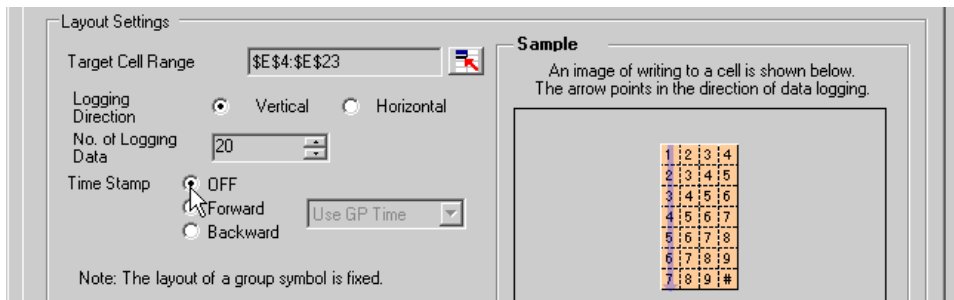 Layout Settings
Target Cell Range $E$4:$E$23
Logging
Direction
Vertical Horizontal
No. of Logging
Data
20
Time Stamp OFF
Forward Use GP Time
Backward
Note: The layout of a group symbol is fixed.
Sample
An image of writing to a cell is shown below.
The arrow points in the direction of data logging.
1 2 3 4
2 3 4 5
3 4 5 6
4 5 6 7
5 6 7 8
6 7 8 9
7 8 9 #